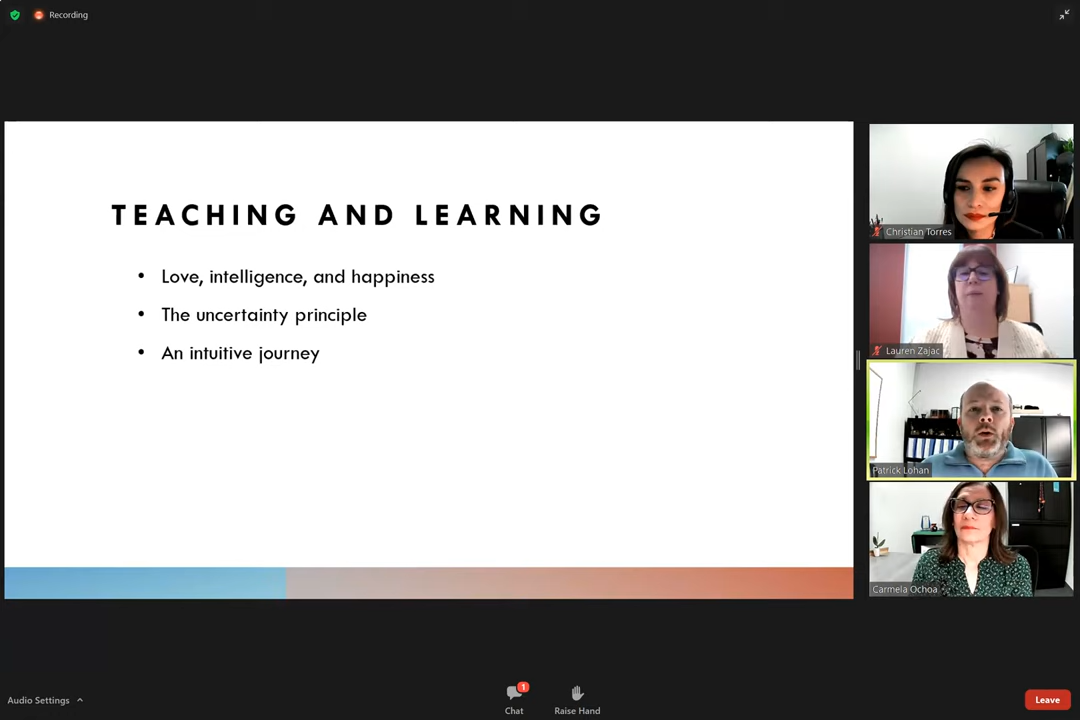 Recording
TEACHING AND LEARNING
• Love, intelligence, and happiness
• The uncertainty principle
• An intuitive journey
Christian Torres
Lauren Zajac
Patrick Lohan
Carmela Ochoa
Audio Settings
1
Chat
Raise Hand
Leave